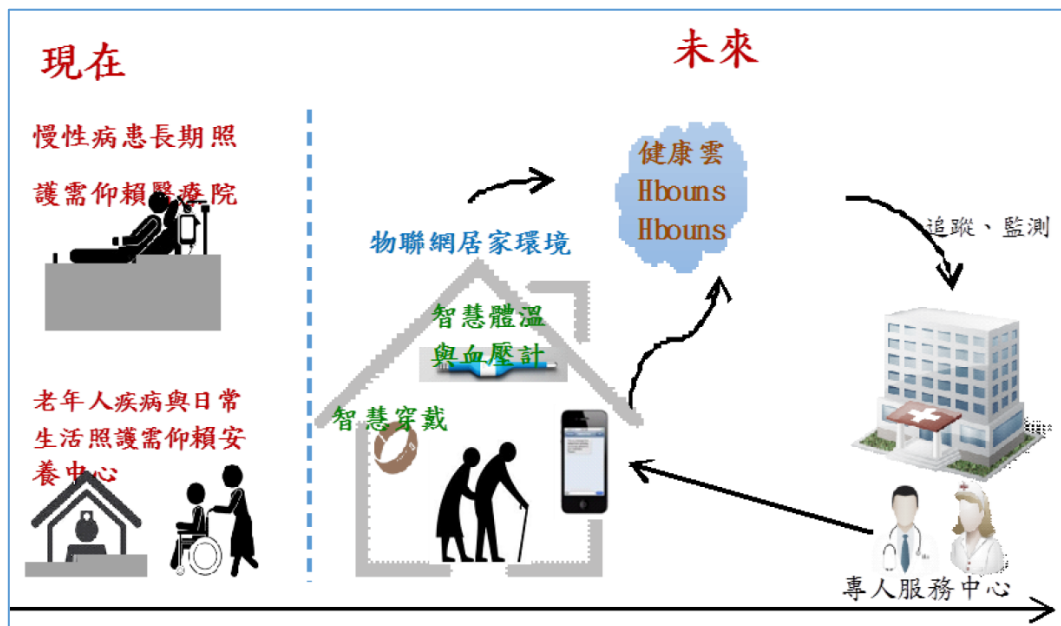 現在
未來
慢性病患長期照
護需仰賴醫療院
老年人疾病與日常
生活照護需仰賴安
養中心
物聯網居家環境
智慧體溫
與血壓計
智慧穿戴
健康雲
Hbouns
Hbouns
追蹤、監測
專人服務中心